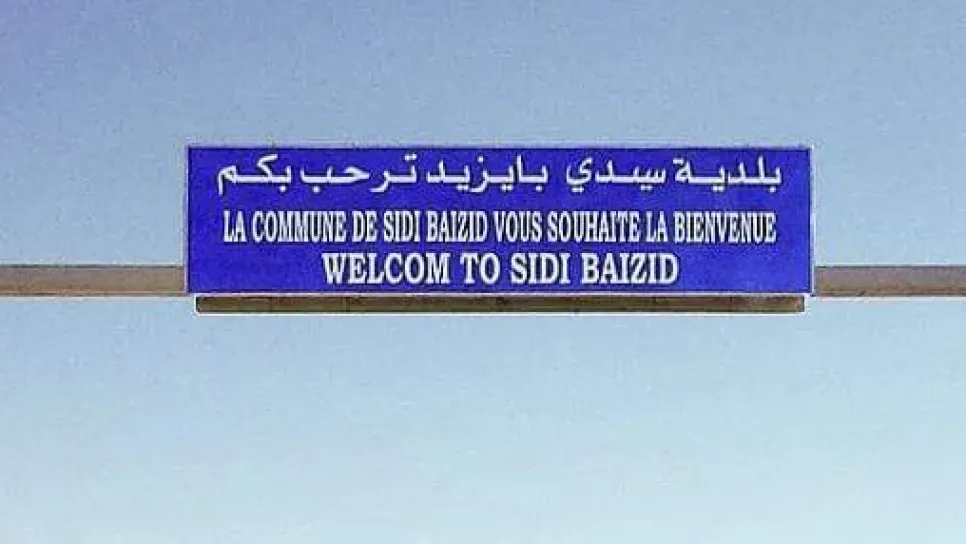 بلدية سيدي بايزيد ترحب بكم
LA COMMUNE DE SIDI BAIZID VOUS SOUHAITE LA BIENVENUE
WELCOM TO SIDI BAIZID